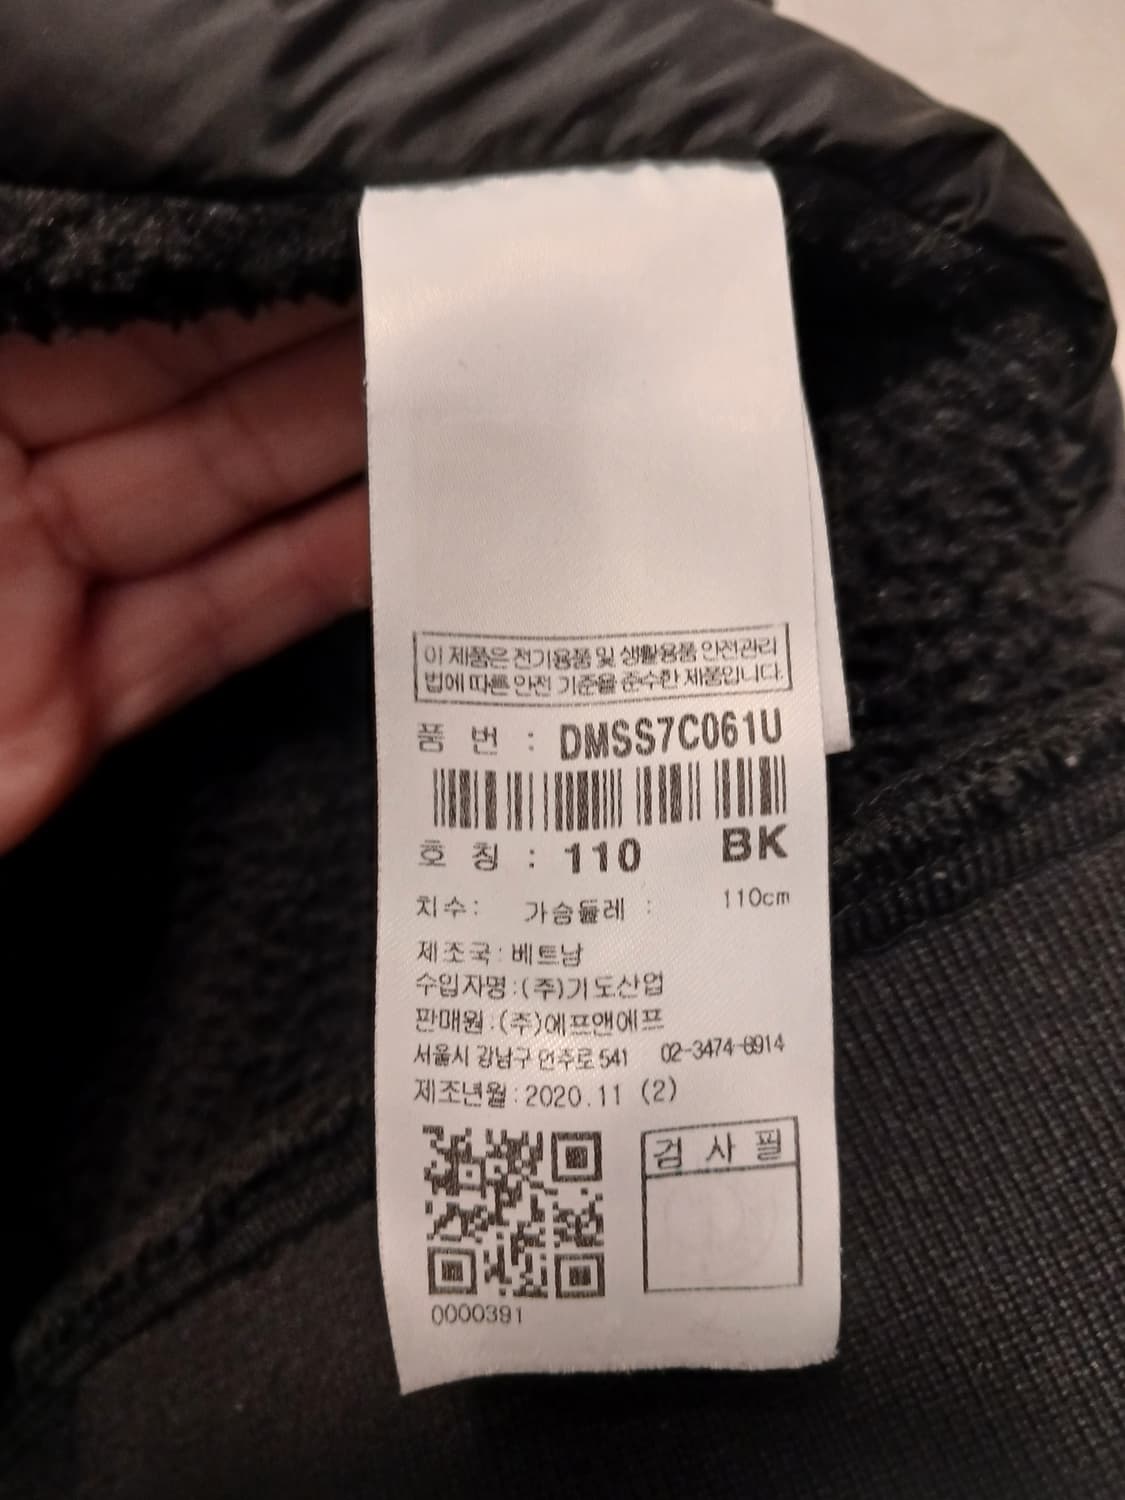 이 제품은 전기용품 및 생활용품 안전관리
법에 따른 안전 기준을 준수한 제품입니다.
품 번 : DMSS7C061U
호 칭 : 110 BK
치수: 가슴둘레 : 110cm
제조국: 베트남
수입자명:(주)기도산업
판매원:(주)에프앤에프
서울시 강남구 언주로 541 02-3474-6914
제조년월:2020.11 (2)
검 사 필
0000391